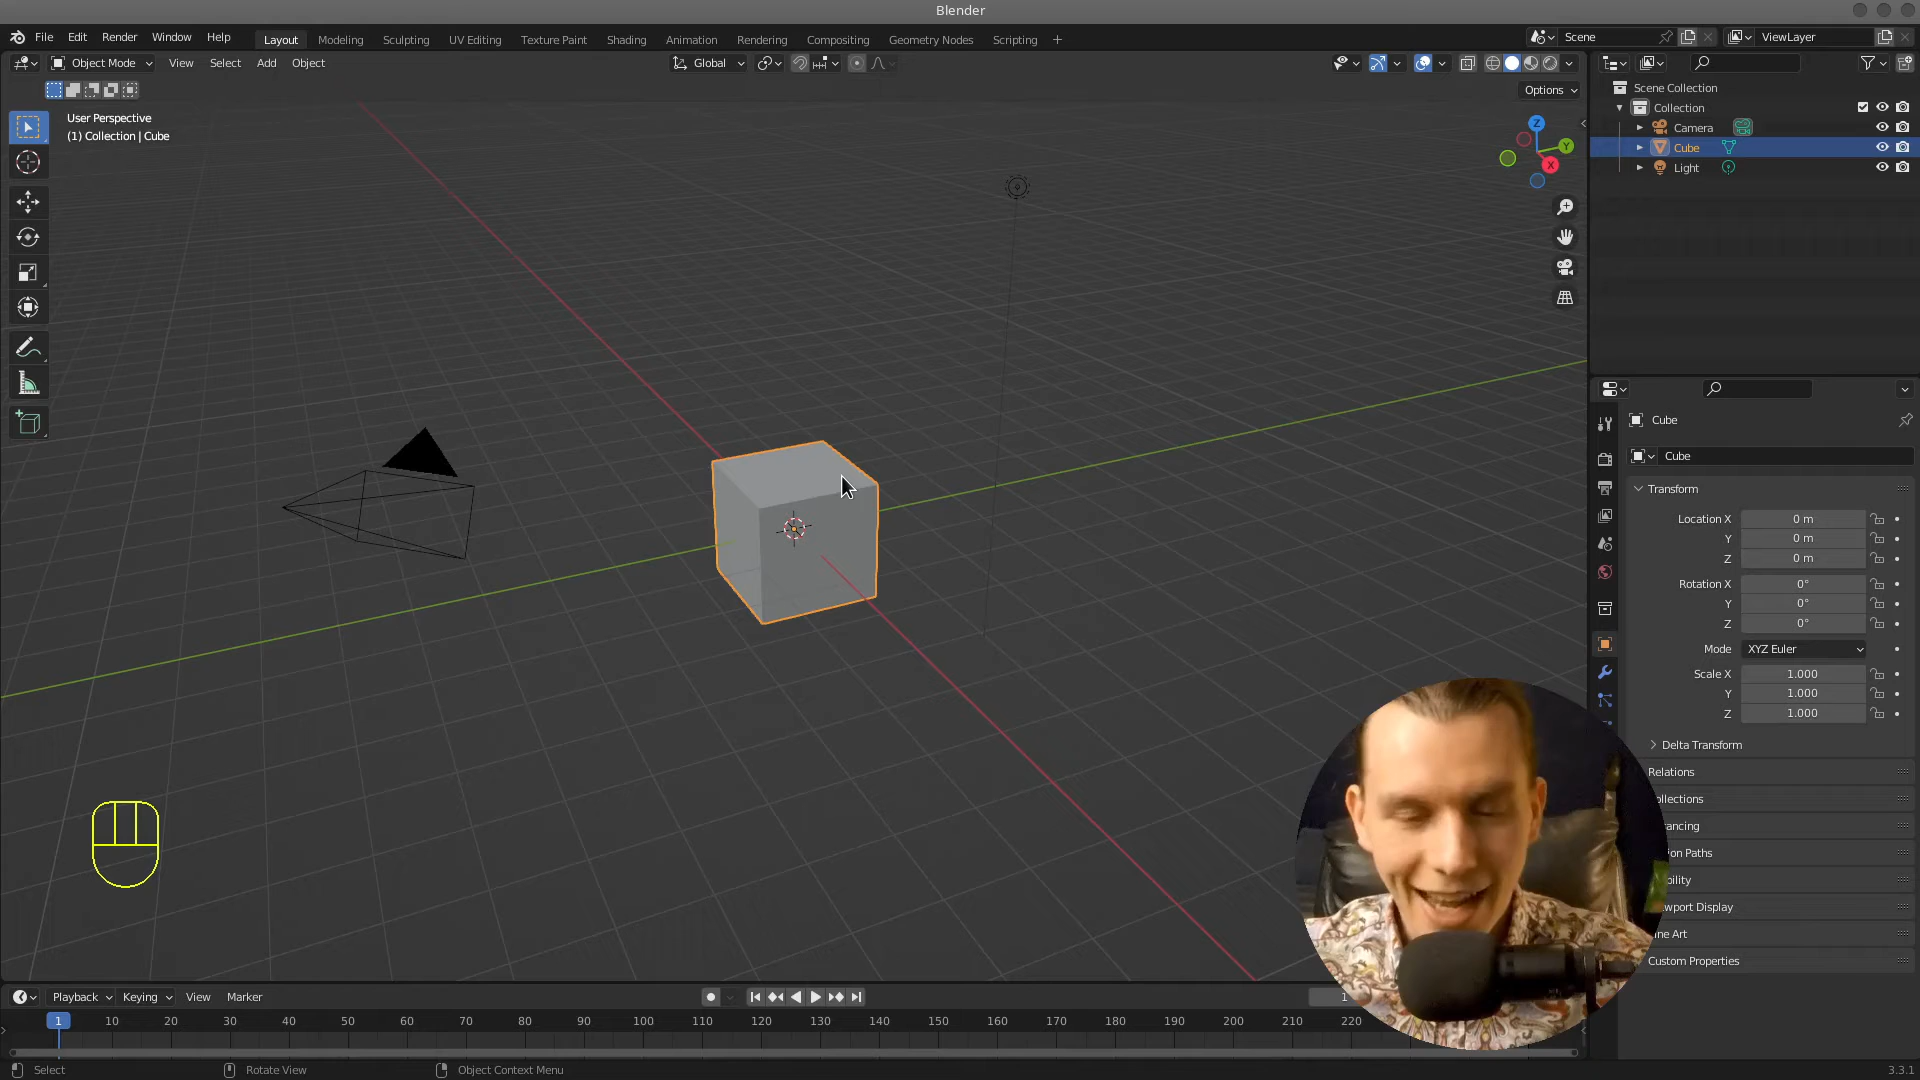 Blender
File Edit Render Window Help Layout Modeling Sculpting UV Editing Texture Paint Shading Animation Rendering Compositing Geometry Nodes Scripting + Scene ViewLayer
Object Mode View Select Add Object Global
Options
User Perspective
(1) Collection | Cube
Z
Y
X
Scene Collection
Collection
Camera
Cube
Light
Cube
Cube
Transform
Location X 0 m
Y 0 m
Z 0 m
Rotation X 0°
Y 0°
Z 0°
Mode XYZ Euler
Scale X 1.000
Y 1.000
Z 1.000
Delta Transform
Relations
ollections
ancing
ion Paths
bility
ewport Display
ine Art
Custom Properties
Playback Keying View Marker 1
1 10 20 30 40 50 60 70 80 90 100 110 120 130 140 150 160 170 180 190 200 210 220
Select Rotate View Object Context Menu 3.3.1